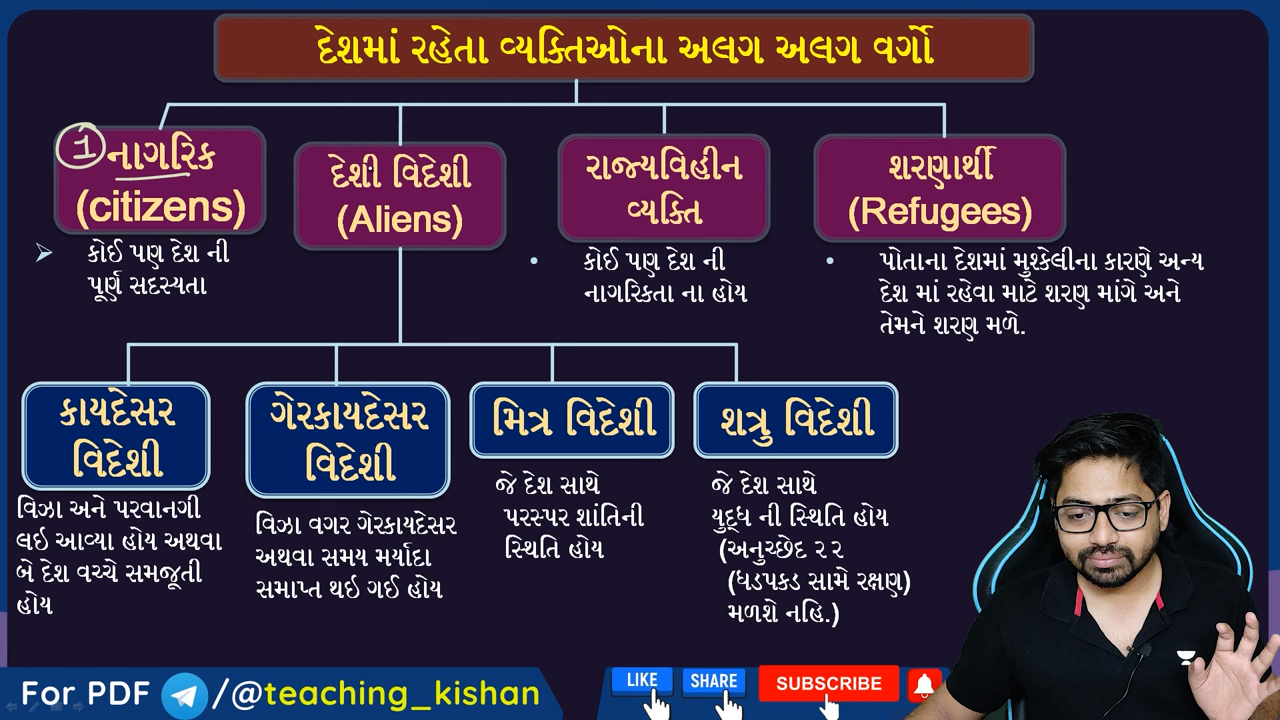 દેશમાં રહેતા વ્યક્તિઓના અલગ અલગ વર્ગો
1 નાગરિક
(citizens)
➢ કોઈ પણ દેશ ની
પૂર્ણ સદસ્યતા
દેશી વિદેશી
(Aliens)
રાજ્યવિહીન
વ્યક્તિ
• કોઈ પણ દેશ ની
નાગરિકતા ના હોય
શરણાર્થી
(Refugees)
• પોતાના દેશમાં મુશ્કેલીના કારણે અન્ય
દેશ માં રહેવા માટે શરણ માંગે અને
તેમને શરણ મળે.
કાયદેસર
વિદેશી
વિઝા અને પરવાનગી
લઇ આવ્યા હોય અથવા
બે દેશ વચ્ચે સમજૂતી
હોય
ગેરકાયદેસર
વિદેશી
વિઝા વગર ગેરકાયદેસર
અથવા સમય મર્યાદા
સમાપ્ત થઇ ગઈ હોય
મિત્ર વિદેશી
જે દેશ સાથે
પરસ્પર શાંતિની
સ્થિતિ હોય
શત્રુ વિદેશી
જે દેશ સાથે
યુદ્ધ ની સ્થિતિ હોય
(અનુચ્છેદ ૨૨
(ધડપકડ સામે રક્ષણ)
મળશે નહિ.)
For PDF /@teaching_kishan
LIKE
SHARE
SUBSCRIBE